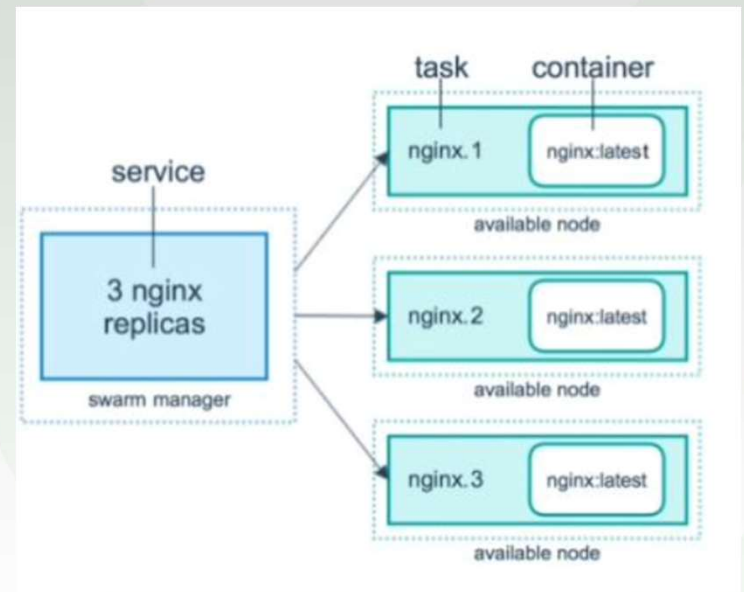 task
container
nginx.1
nginx:latest
available node
service
3 nginx
replicas
swarm manager
nginx.2
nginx:latest
available node
nginx.3
nginx:latest
available node